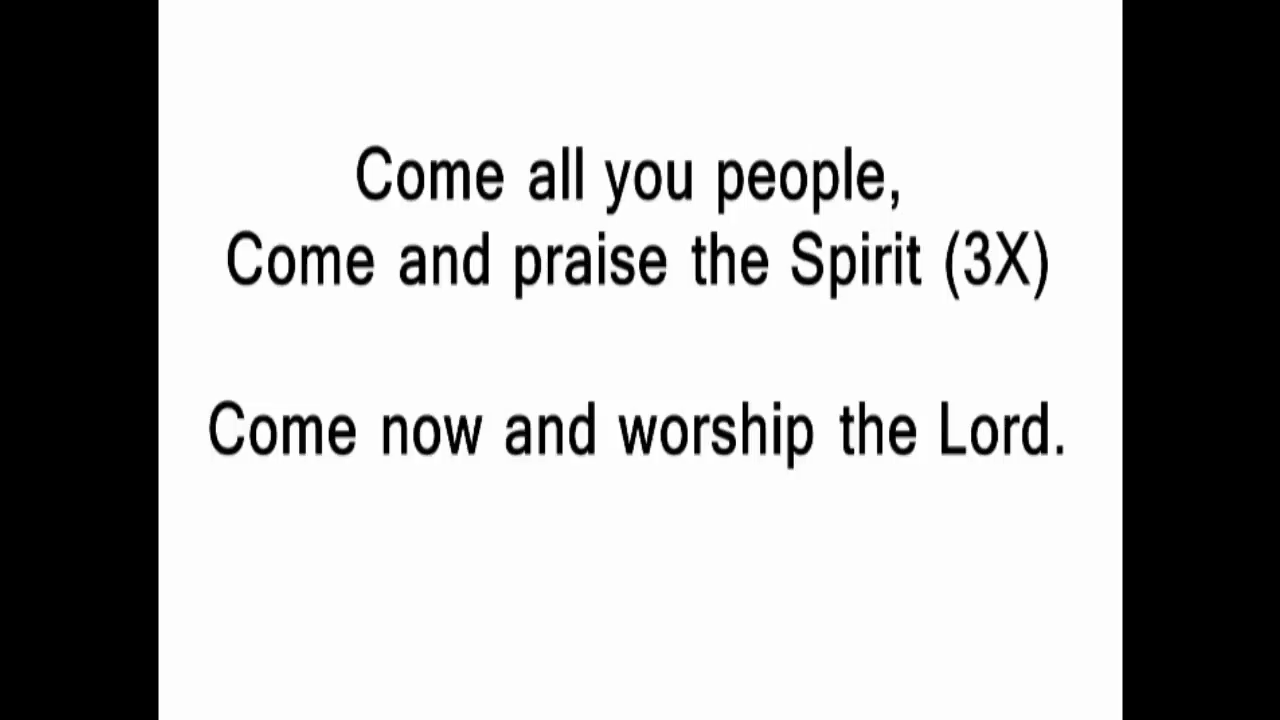 Come all you people,
Come and praise the Spirit (3X)
Come now and worship the Lord.